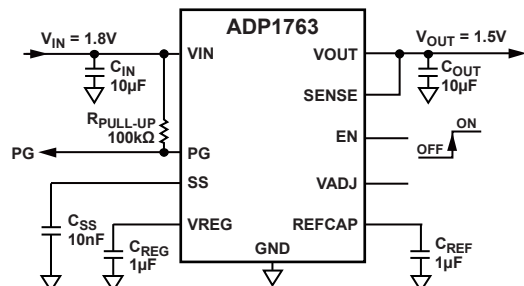 ADP1763
VIN = 1.8V
VIN
VOUT
VOUT = 1.5V
CIN
10µF
COUT
10µF
SENSE
RPULL-UP
100kΩ
EN
ON
OFF
PG
PG
SS
VADJ
CSS
10nF
VREG
REFCAP
CREG
1µF
GND
CREF
1µF